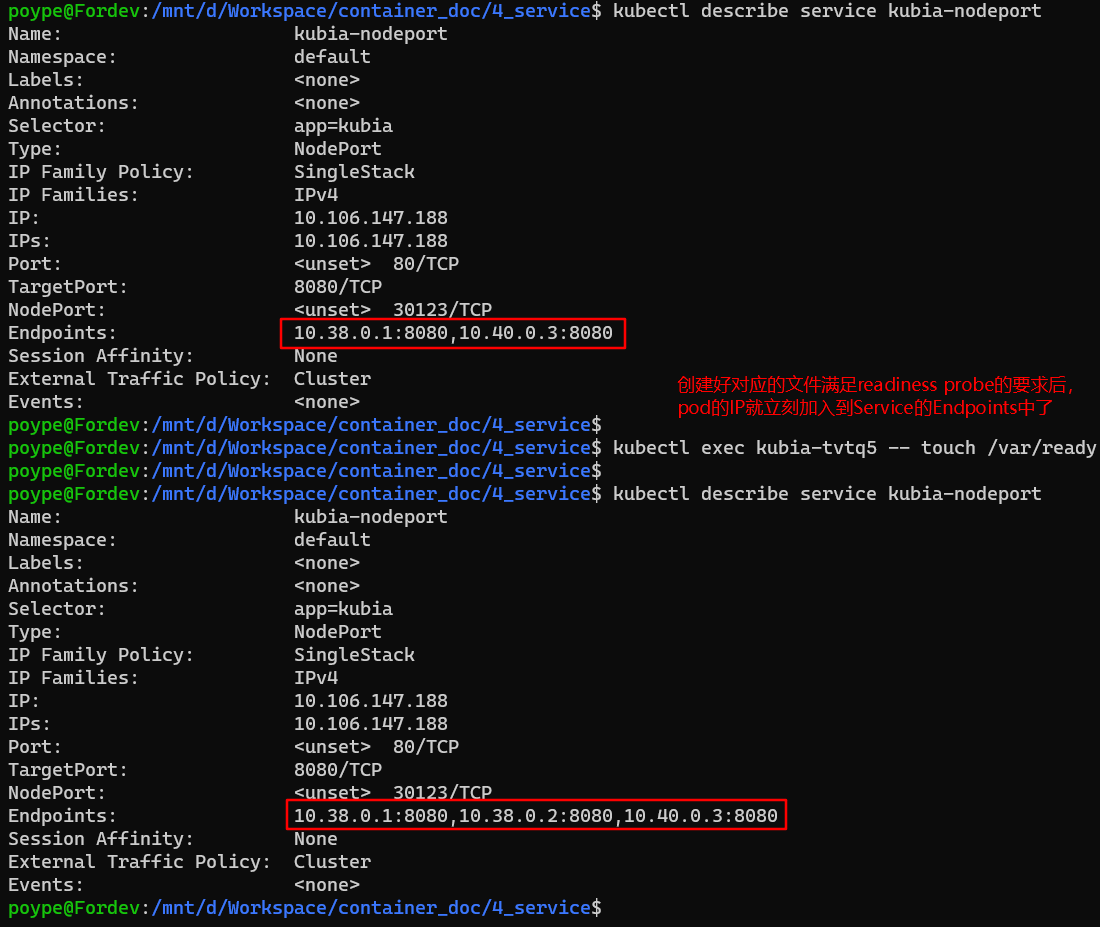 poype@Fordev:/mnt/d/Workspace/container_doc/4_service$ kubectl describe service kubia-nodeport
Name:                     kubia-nodeport
Namespace:                default
Labels:                   <none>
Annotations:              <none>
Selector:                 app=kubia
Type:                     NodePort
IP Family Policy:         SingleStack
IP Families:              IPv4
IP:                       10.106.147.188
IPs:                      10.106.147.188
Port:                     <unset>  80/TCP
TargetPort:               8080/TCP
NodePort:                 <unset>  30123/TCP
Endpoints:                10.38.0.1:8080,10.40.0.3:8080
Session Affinity:         None
External Traffic Policy:  Cluster
Events:                   <none>
创建好对应的文件满足readiness probe的要求后，
pod的IP就立刻加入到Service的Endpoints中了
poype@Fordev:/mnt/d/Workspace/container_doc/4_service$
poype@Fordev:/mnt/d/Workspace/container_doc/4_service$ kubectl exec kubia-tvtq5 -- touch /var/ready
poype@Fordev:/mnt/d/Workspace/container_doc/4_service$
poype@Fordev:/mnt/d/Workspace/container_doc/4_service$ kubectl describe service kubia-nodeport
Name:                     kubia-nodeport
Namespace:                default
Labels:                   <none>
Annotations:              <none>
Selector:                 app=kubia
Type:                     NodePort
IP Family Policy:         SingleStack
IP Families:              IPv4
IP:                       10.106.147.188
IPs:                      10.106.147.188
Port:                     <unset>  80/TCP
TargetPort:               8080/TCP
NodePort:                 <unset>  30123/TCP
Endpoints:                10.38.0.1:8080,10.38.0.2:8080,10.40.0.3:8080
Session Affinity:         None
External Traffic Policy:  Cluster
Events:                   <none>
poype@Fordev:/mnt/d/Workspace/container_doc/4_service$